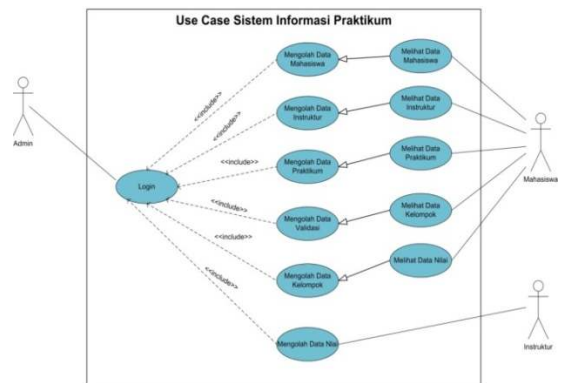 Use Case Sistem Informasi Praktikum
Mengolah Data
Mahasiswa
Melihat Data
Mahasiswa
<<include>>
Mengolah Data
Instruktur
Melihat Data
Instruktur
<<include>>
Admin
Mengolah Data
Praktikum
Melihat Data
Praktikum
<<include>>
Mahasiswa
Login
<<include>>
Mengolah Data
Validasi
Melihat Data
Kelompok
<<include>>
Mengolah Data
Kelompok
Melihat Data Nilai
<<include>>
Mengolah Data Nilai
Instruktur